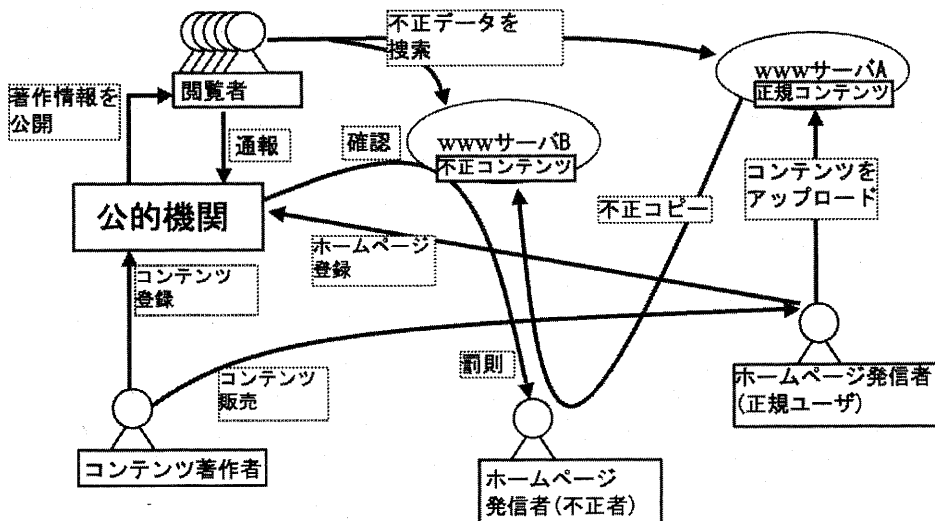 不正データを
捜索
閲覧者
著作情報を
公開
通報
確認
wwwサーバA
正規コンテンツ
wwwサーバB
不正コンテンツ
コンテンツを
アップロード
不正コピー
公的機関
ホームページ
登録
コンテンツ
登録
コンテンツ
販売
罰則
ホームページ発信者
(正規ユーザ)
コンテンツ著作者
ホームページ
発信者(不正者)